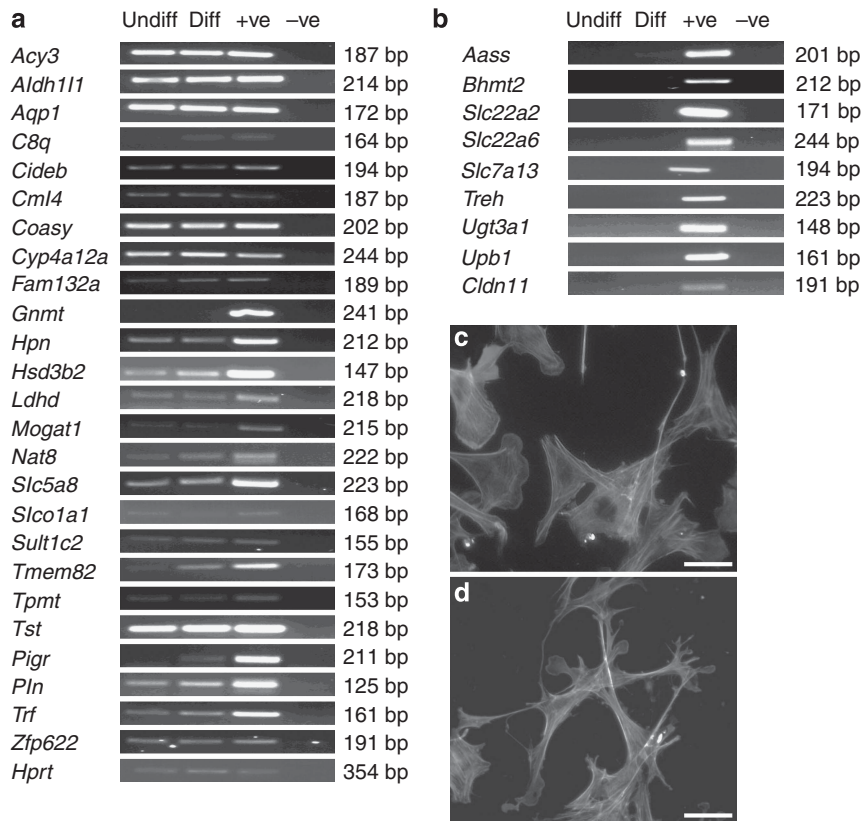 a
Undiff Diff +ve –ve
Acy3 187 bp
Aldh1l1 214 bp
Aqp1 172 bp
C8q 164 bp
Cideb 194 bp
Cml4 187 bp
Coasy 202 bp
Cyp4a12a 244 bp
Fam132a 189 bp
Gnmt 241 bp
Hpn 212 bp
Hsd3b2 147 bp
Ldhd 218 bp
Mogat1 215 bp
Nat8 222 bp
Slc5a8 223 bp
Slco1a1 168 bp
Sult1c2 155 bp
Tmem82 173 bp
Tpmt 153 bp
Tst 218 bp
Pigr 211 bp
Pln 125 bp
Trf 161 bp
Zfp622 191 bp
Hprt 354 bp
b
Undiff Diff +ve –ve
Aass 201 bp
Bhmt2 212 bp
Slc22a2 171 bp
Slc22a6 244 bp
Slc7a13 194 bp
Treh 223 bp
Ugt3a1 148 bp
Upb1 161 bp
Cldn11 191 bp
c
d